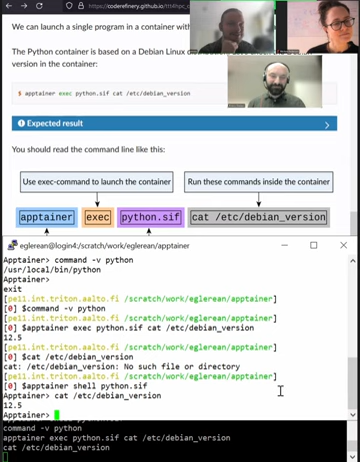 coderefinery.github.io/ttt4hpc_c
We can launch a single program in a container with
The Python container is based on a Debian Linux
version in the container:
$ apptainer exec python.sif cat /etc/debian_version
Expected result
You should read the command line like this:
Use exec-command to launch the container
Run these commands inside the container
apptainer
exec
python.sif
cat /etc/debian_version
eglerean@login4:/scratch/work/eglerean/apptainer
Apptainer> command -v python
/usr/local/bin/python
Apptainer>
exit
[pe11.int.triton.aalto.fi /scratch/work/eglerean/apptainer]
[0] $command -v python
[pe11.int.triton.aalto.fi /scratch/work/eglerean/apptainer]
[0] $apptainer exec python.sif cat /etc/debian_version
12.5
[pe11.int.triton.aalto.fi /scratch/work/eglerean/apptainer]
[0] $cat /etc/debian_version
cat: /etc/debian_version: No such file or directory
[pe11.int.triton.aalto.fi /scratch/work/eglerean/apptainer]
[0] $apptainer shell python.sif
Apptainer> cat /etc/debian_version
12.5
Apptainer>
command -v python
apptainer exec python.sif cat /etc/debian_version
cat /etc/debian_version